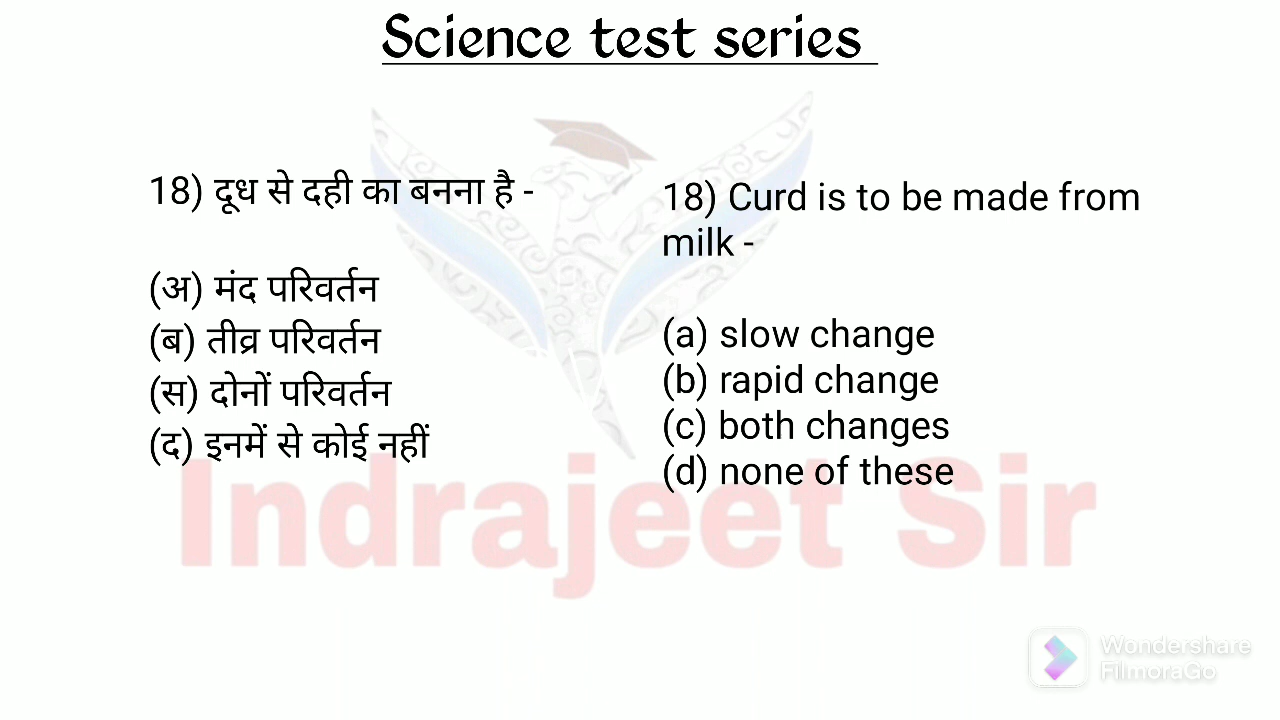 Science test series
18) दूध से दही का बनना है -
(अ) मंद परिवर्तन
(ब) तीव्र परिवर्तन
(स) दोनों परिवर्तन
(द) इनमें से कोई नहीं
18) Curd is to be made from
milk -
(a) slow change
(b) rapid change
(c) both changes
(d) none of these
Indrajeet Sir
Wondershare
FilmoraGo